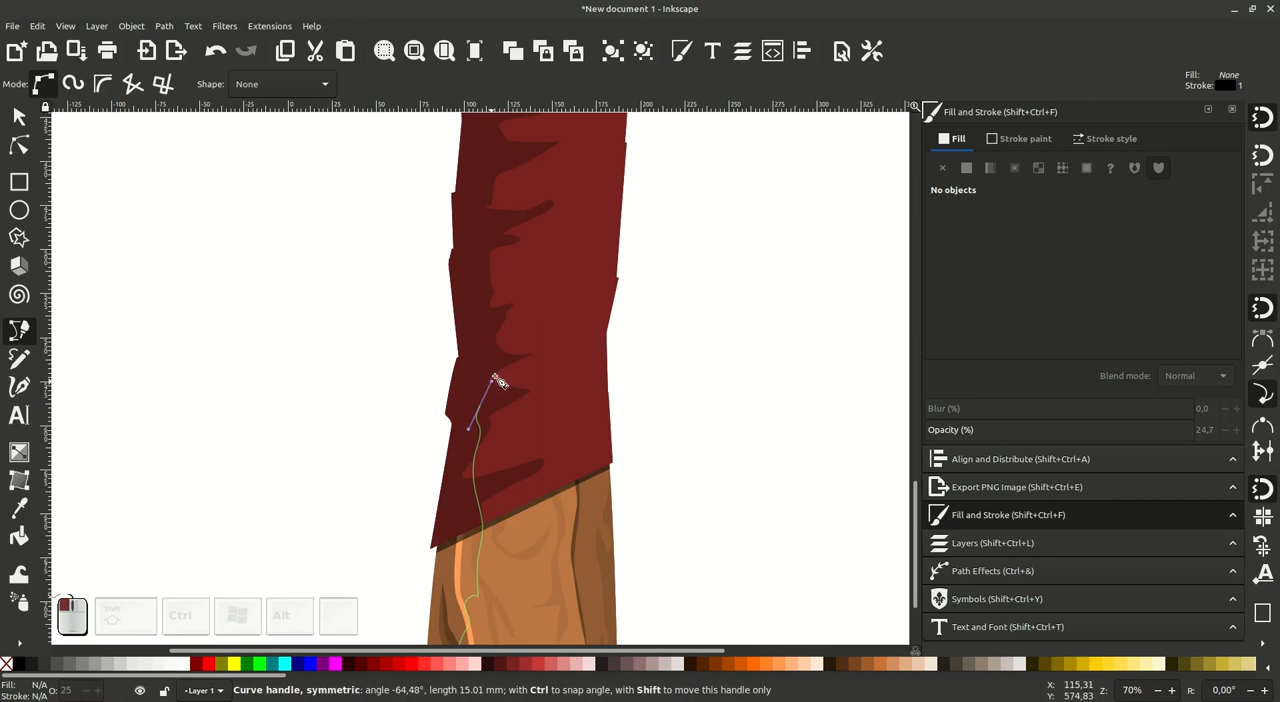 *New document 1 - Inkscape
File Edit View Layer Object Path Text Filters Extensions Help
Mode: Shape: None Fill: None
Stroke: 1
Fill and Stroke (Shift+Ctrl+F)
Fill Stroke paint Stroke style
No objects
Blend mode: Normal
Blur (%) 0,0
Opacity (%) 24,7
Align and Distribute (Shift+Ctrl+A)
Export PNG Image (Shift+Ctrl+E)
Fill and Stroke (Shift+Ctrl+F)
Layers (Shift+Ctrl+L)
Path Effects (Ctrl+&)
Symbols (Shift+Ctrl+Y)
Text and Font (Shift+Ctrl+T)
Shift Ctrl Alt
Fill: N/A
Stroke: N/A
O: 25 Layer 1 Curve handle, symmetric: angle -64,48°, length 15.01 mm; with Ctrl to snap angle, with Shift to move this handle only
X: 115,31
Y: 574,83
Z: 70% R: 0,00°